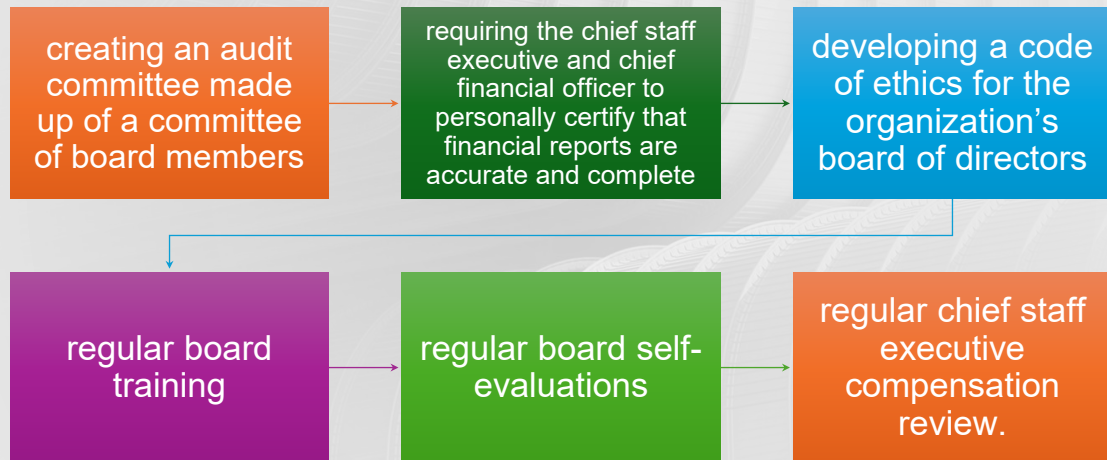 creating an audit
committee made
up of a committee
of board members
requiring the chief staff
executive and chief
financial officer to
personally certify that
financial reports are
accurate and complete
developing a code
of ethics for the
organization’s
board of directors
regular board
training
regular board self-
evaluations
regular chief staff
executive
compensation
review.